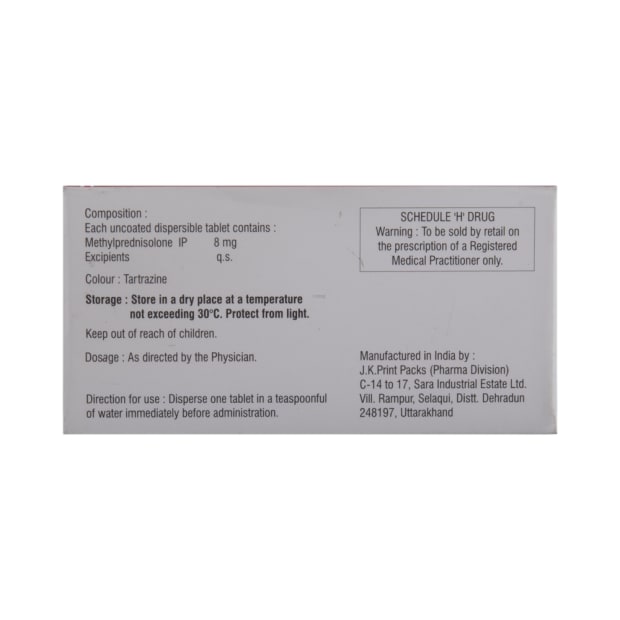 Composition :
Each uncoated dispersible tablet contains :
Methylprednisolone IP 8 mg
Excipients q.s.
Colour : Tartrazine
Storage : Store in a dry place at a temperature
not exceeding 30°C. Protect from light.
Keep out of reach of children.
Dosage : As directed by the Physician.
Direction for use : Disperse one tablet in a teaspoonful
of water immediately before administration.
SCHEDULE 'H' DRUG
Warning : To be sold by retail on
the prescription of a Registered
Medical Practitioner only.
Manufactured in India by :
J.K.Print Packs (Pharma Division)
C-14 to 17, Sara Industrial Estate Ltd.
Vill. Rampur, Selaqui, Distt. Dehradun
248197, Uttarakhand